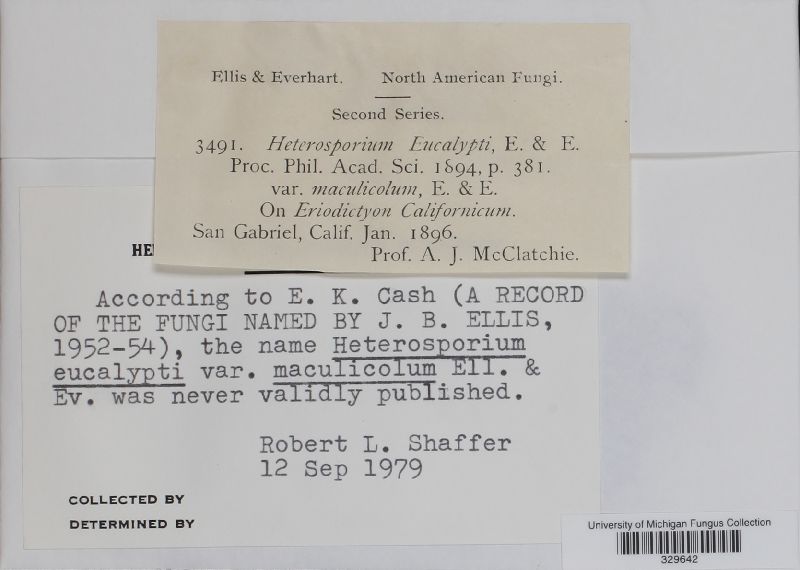 Ellis & Everhart. North American Fungi.
Second Series.
3491. Heterosporium Eucalypti, E. & E.
Proc. Phil. Acad. Sci. 1894, p. 381.
var. maculicolum, E. & E.
On Eriodictyon Californicum.
San Gabriel, Calif. Jan. 1896.
Prof. A. J. McClatchie.
According to E. K. Cash (A RECORD
OF THE FUNGI NAMED BY J. B. ELLIS,
1952-54), the name Heterosporium
eucalypti var. maculicolum Ell. &
Ev. was never validly published.
Robert L. Shaffer
12 Sep 1979
COLLECTED BY
DETERMINED BY
University of Michigan Fungus Collection
329642